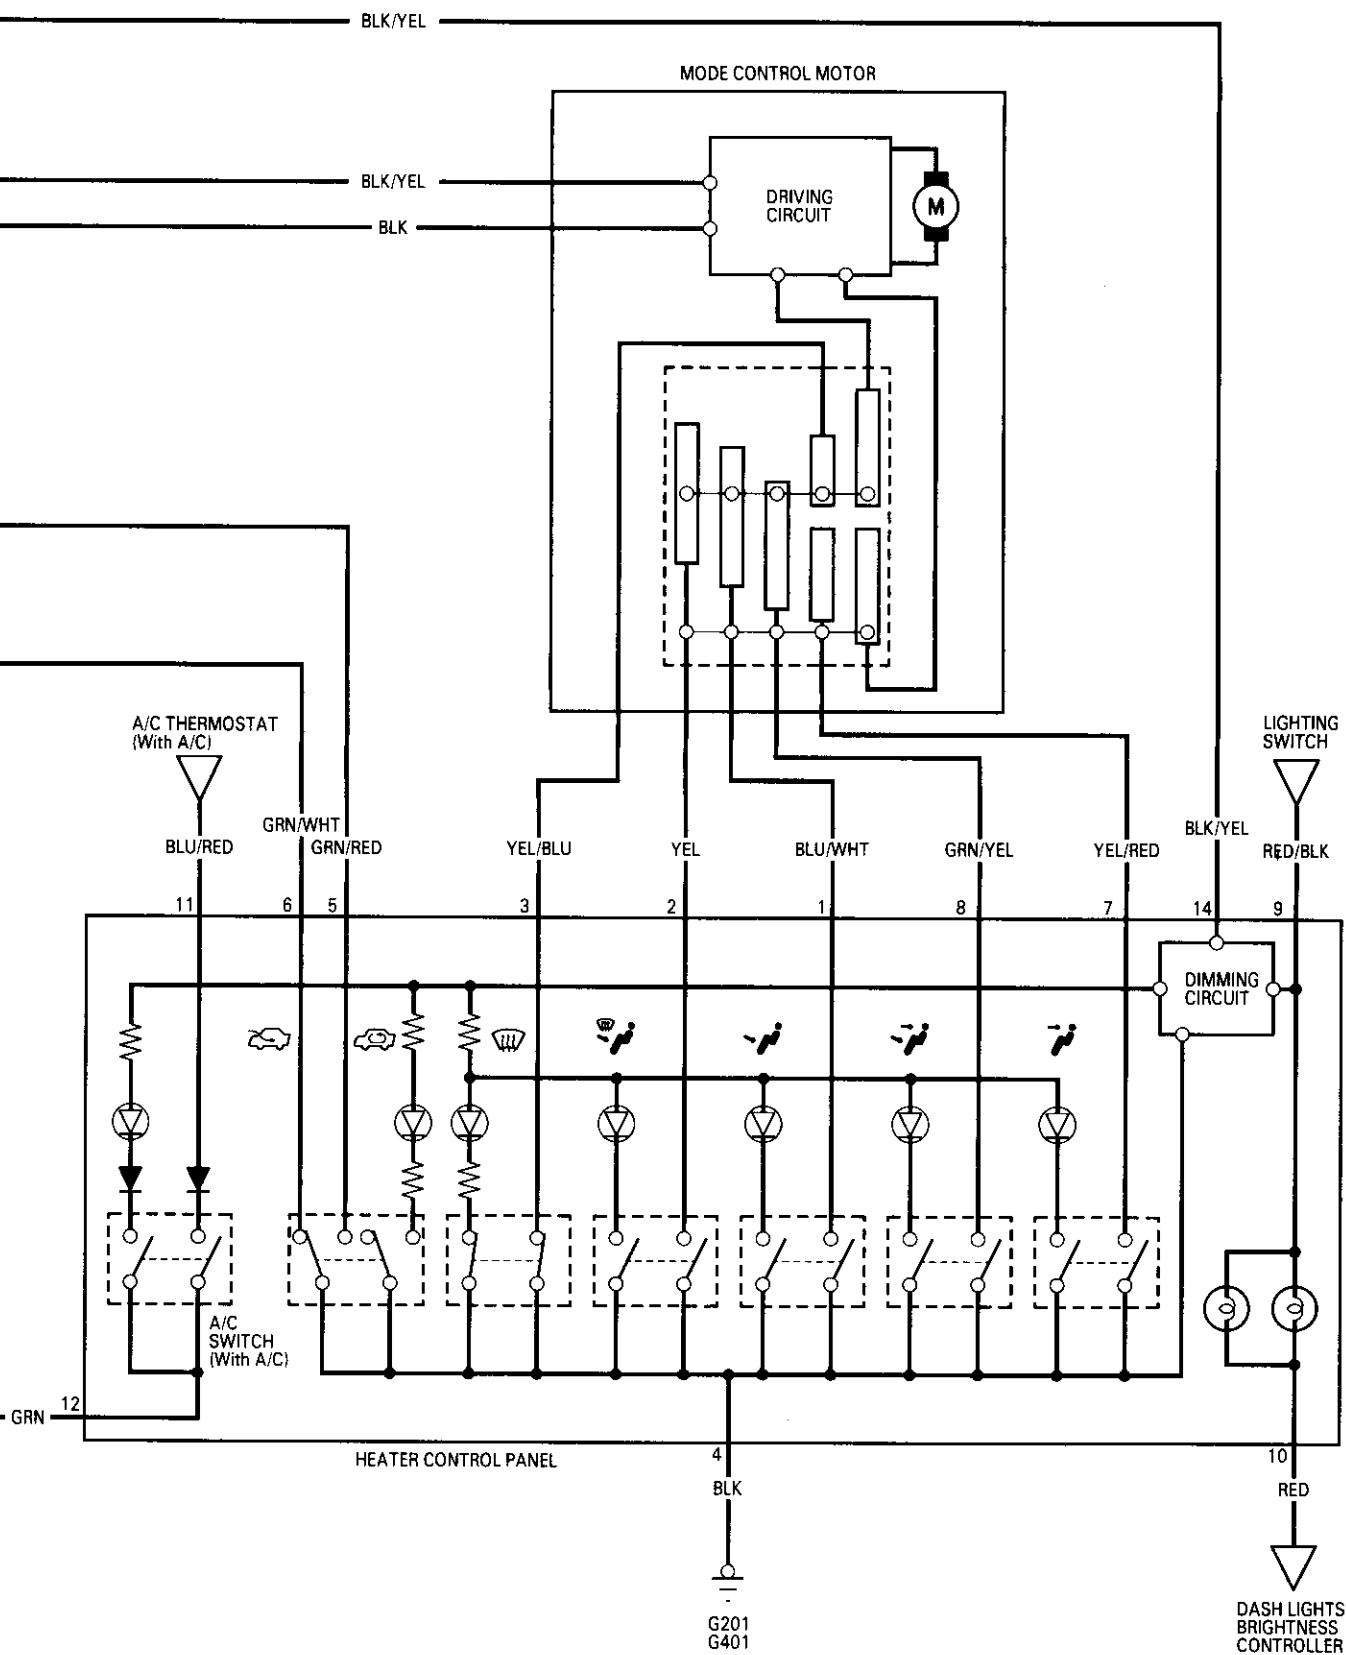 BLK/YEL
MODE CONTROL MOTOR
BLK/YEL
DRIVING
CIRCUIT
M
BLK
A/C THERMOSTAT
(With A/C)
LIGHTING
SWITCH
GRN/WHT
BLU/RED
GRN/RED
YEL/BLU
YEL
BLU/WHT
GRN/YEL
YEL/RED
BLK/YEL
RED/BLK
11
6
5
3
2
1
8
7
14
9
DIMMING
CIRCUIT
A/C
SWITCH
(With A/C)
12
GRN
HEATER CONTROL PANEL
4
10
BLK
RED
G201
G401
DASH LIGHTS
BRIGHTNESS
CONTROLLER